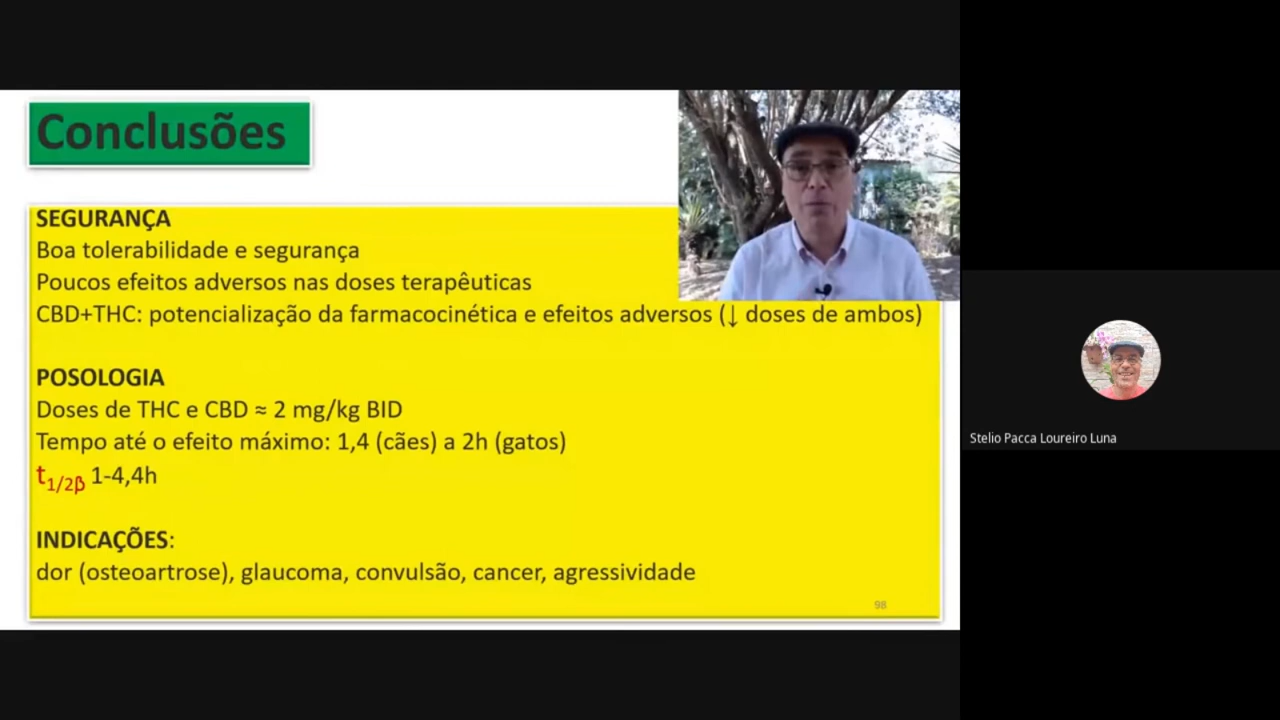 Conclusões
SEGURANÇA
Boa tolerabilidade e segurança
Poucos efeitos adversos nas doses terapêuticas
CBD+THC: potencialização da farmacocinética e efeitos adversos (↓ doses de ambos)
POSOLOGIA
Doses de THC e CBD ≈ 2 mg/kg BID
Tempo até o efeito máximo: 1,4 (cães) a 2h (gatos)
t1/2β 1-4,4h
INDICAÇÕES:
dor (osteoartrose), glaucoma, convulsão, cancer, agressividade
98
Stelio Pacca Loureiro Luna